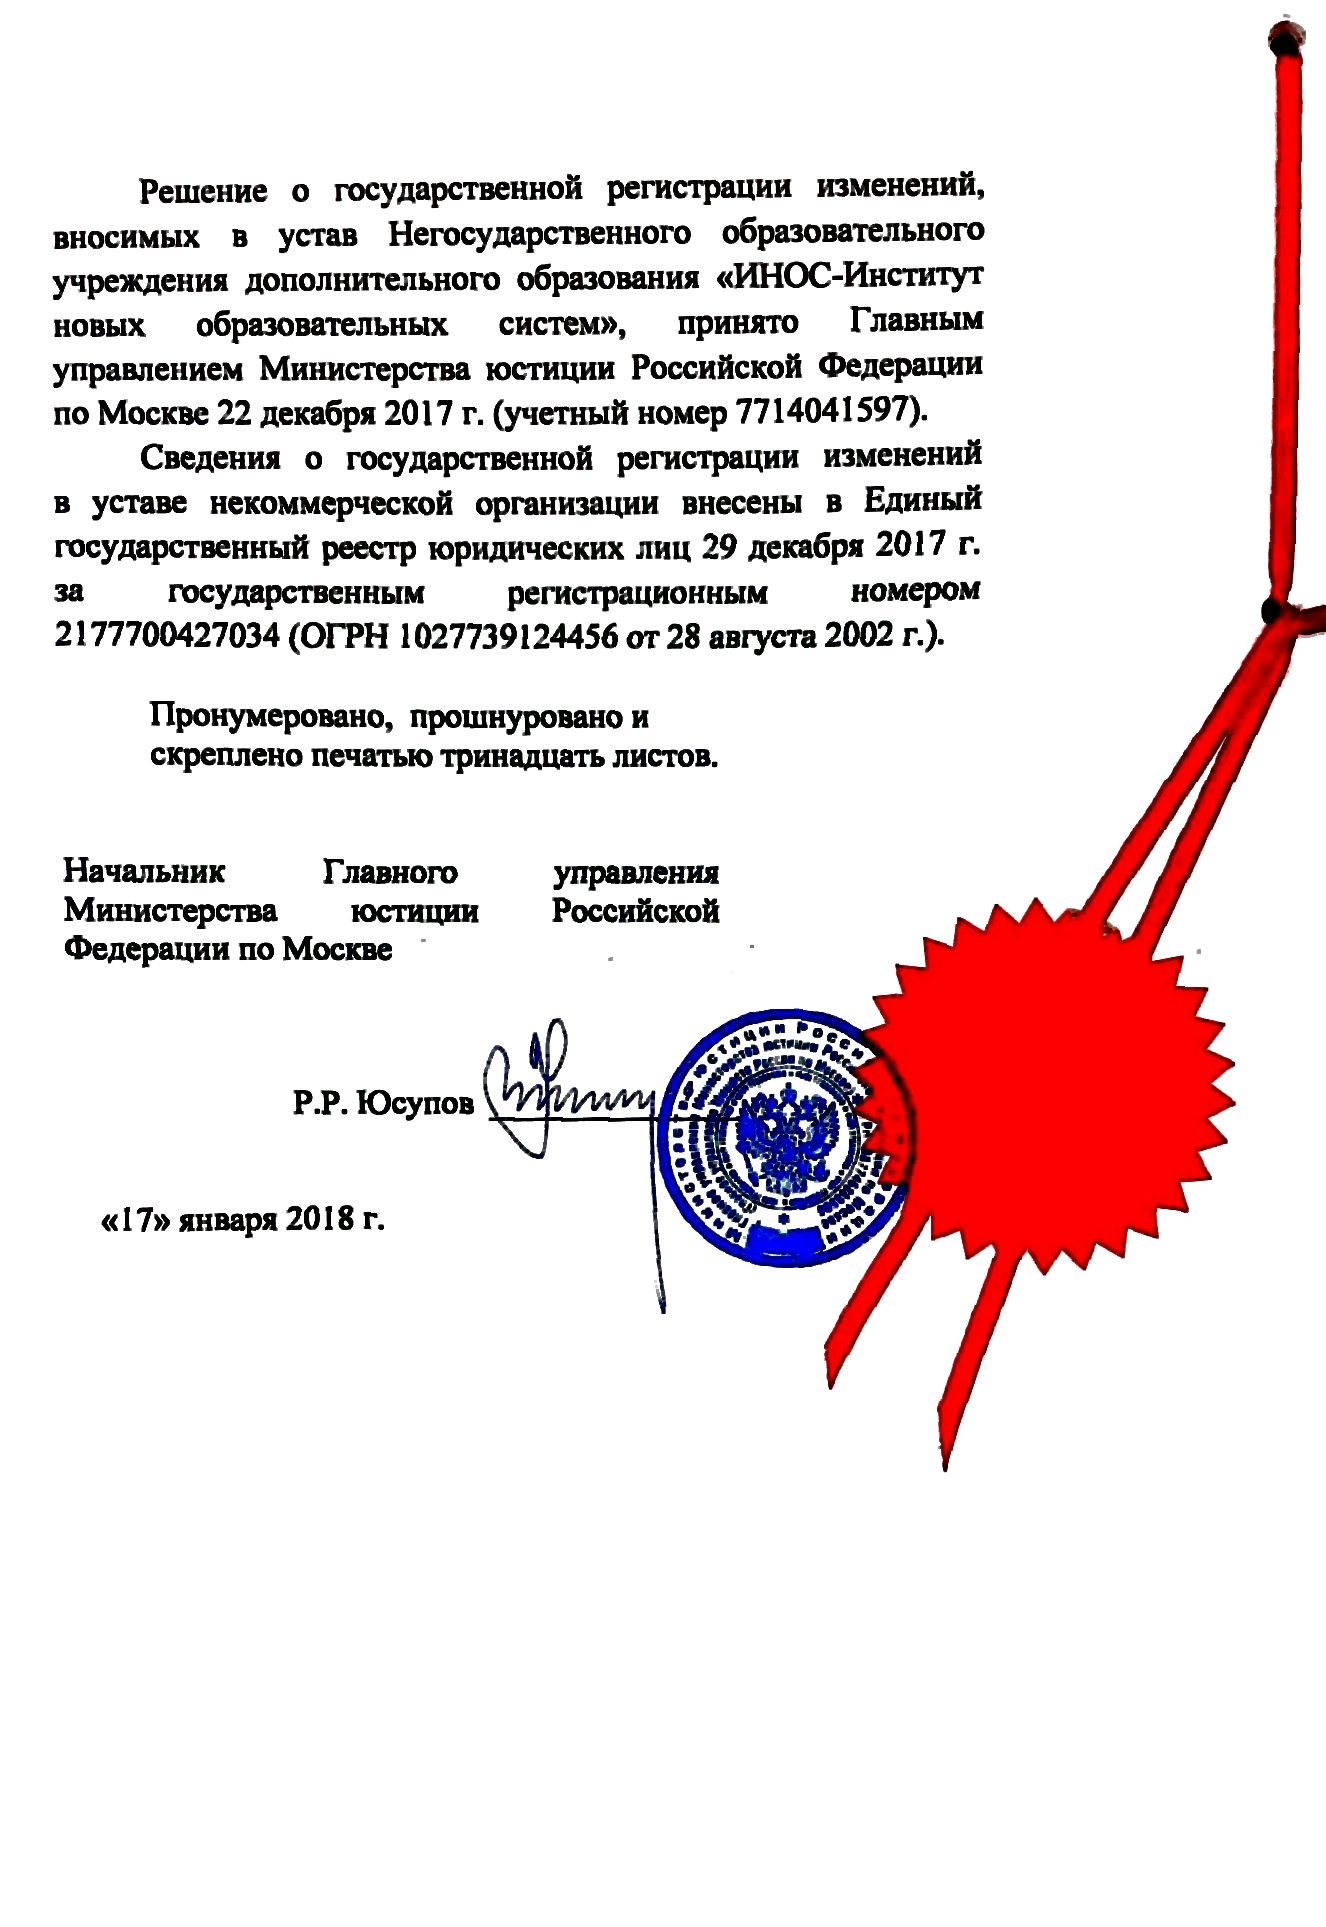 Решение о государственной регистрации изменений,
вносимых в устав Негосударственного образовательного
учреждения дополнительного образования «ИНОС-Институт
новых образовательных систем», принято Главным
управлением Министерства юстиции Российской Федерации
по Москве 22 декабря 2017 г. (учетный номер 7714041597).
Сведения о государственной регистрации изменений
в уставе некоммерческой организации внесены в Единый
государственный реестр юридических лиц 29 декабря 2017 г.
за государственным регистрационным номером
2177700427034 (ОГРН 1027739124456 от 28 августа 2002 г.).
Пронумеровано, прошнуровано и
скреплено печатью тринадцать листов.
Начальник Главного управления
Министерства юстиции Российской
Федерации по Москве
Р.Р. Юсупов
«17» января 2018 г.